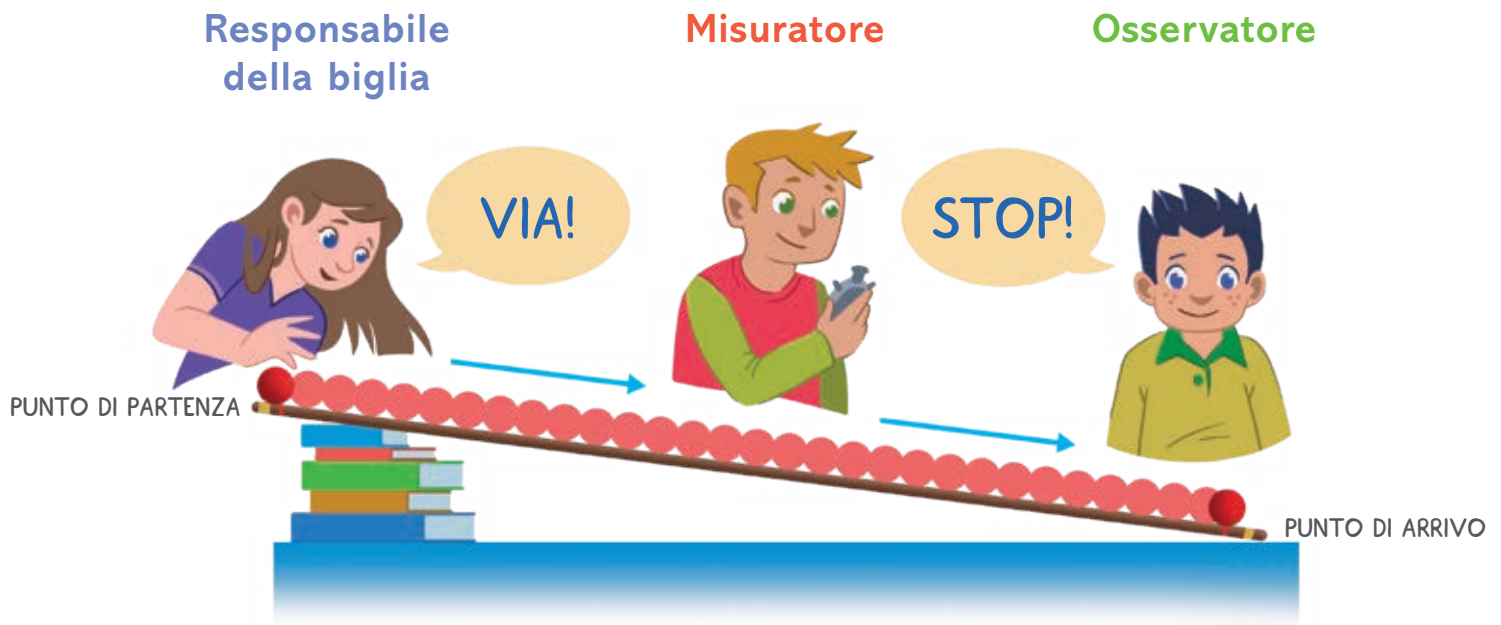 Responsabile
della biglia
Misuratore
Osservatore
VIA!
STOP!
PUNTO DI PARTENZA
PUNTO DI ARRIVO